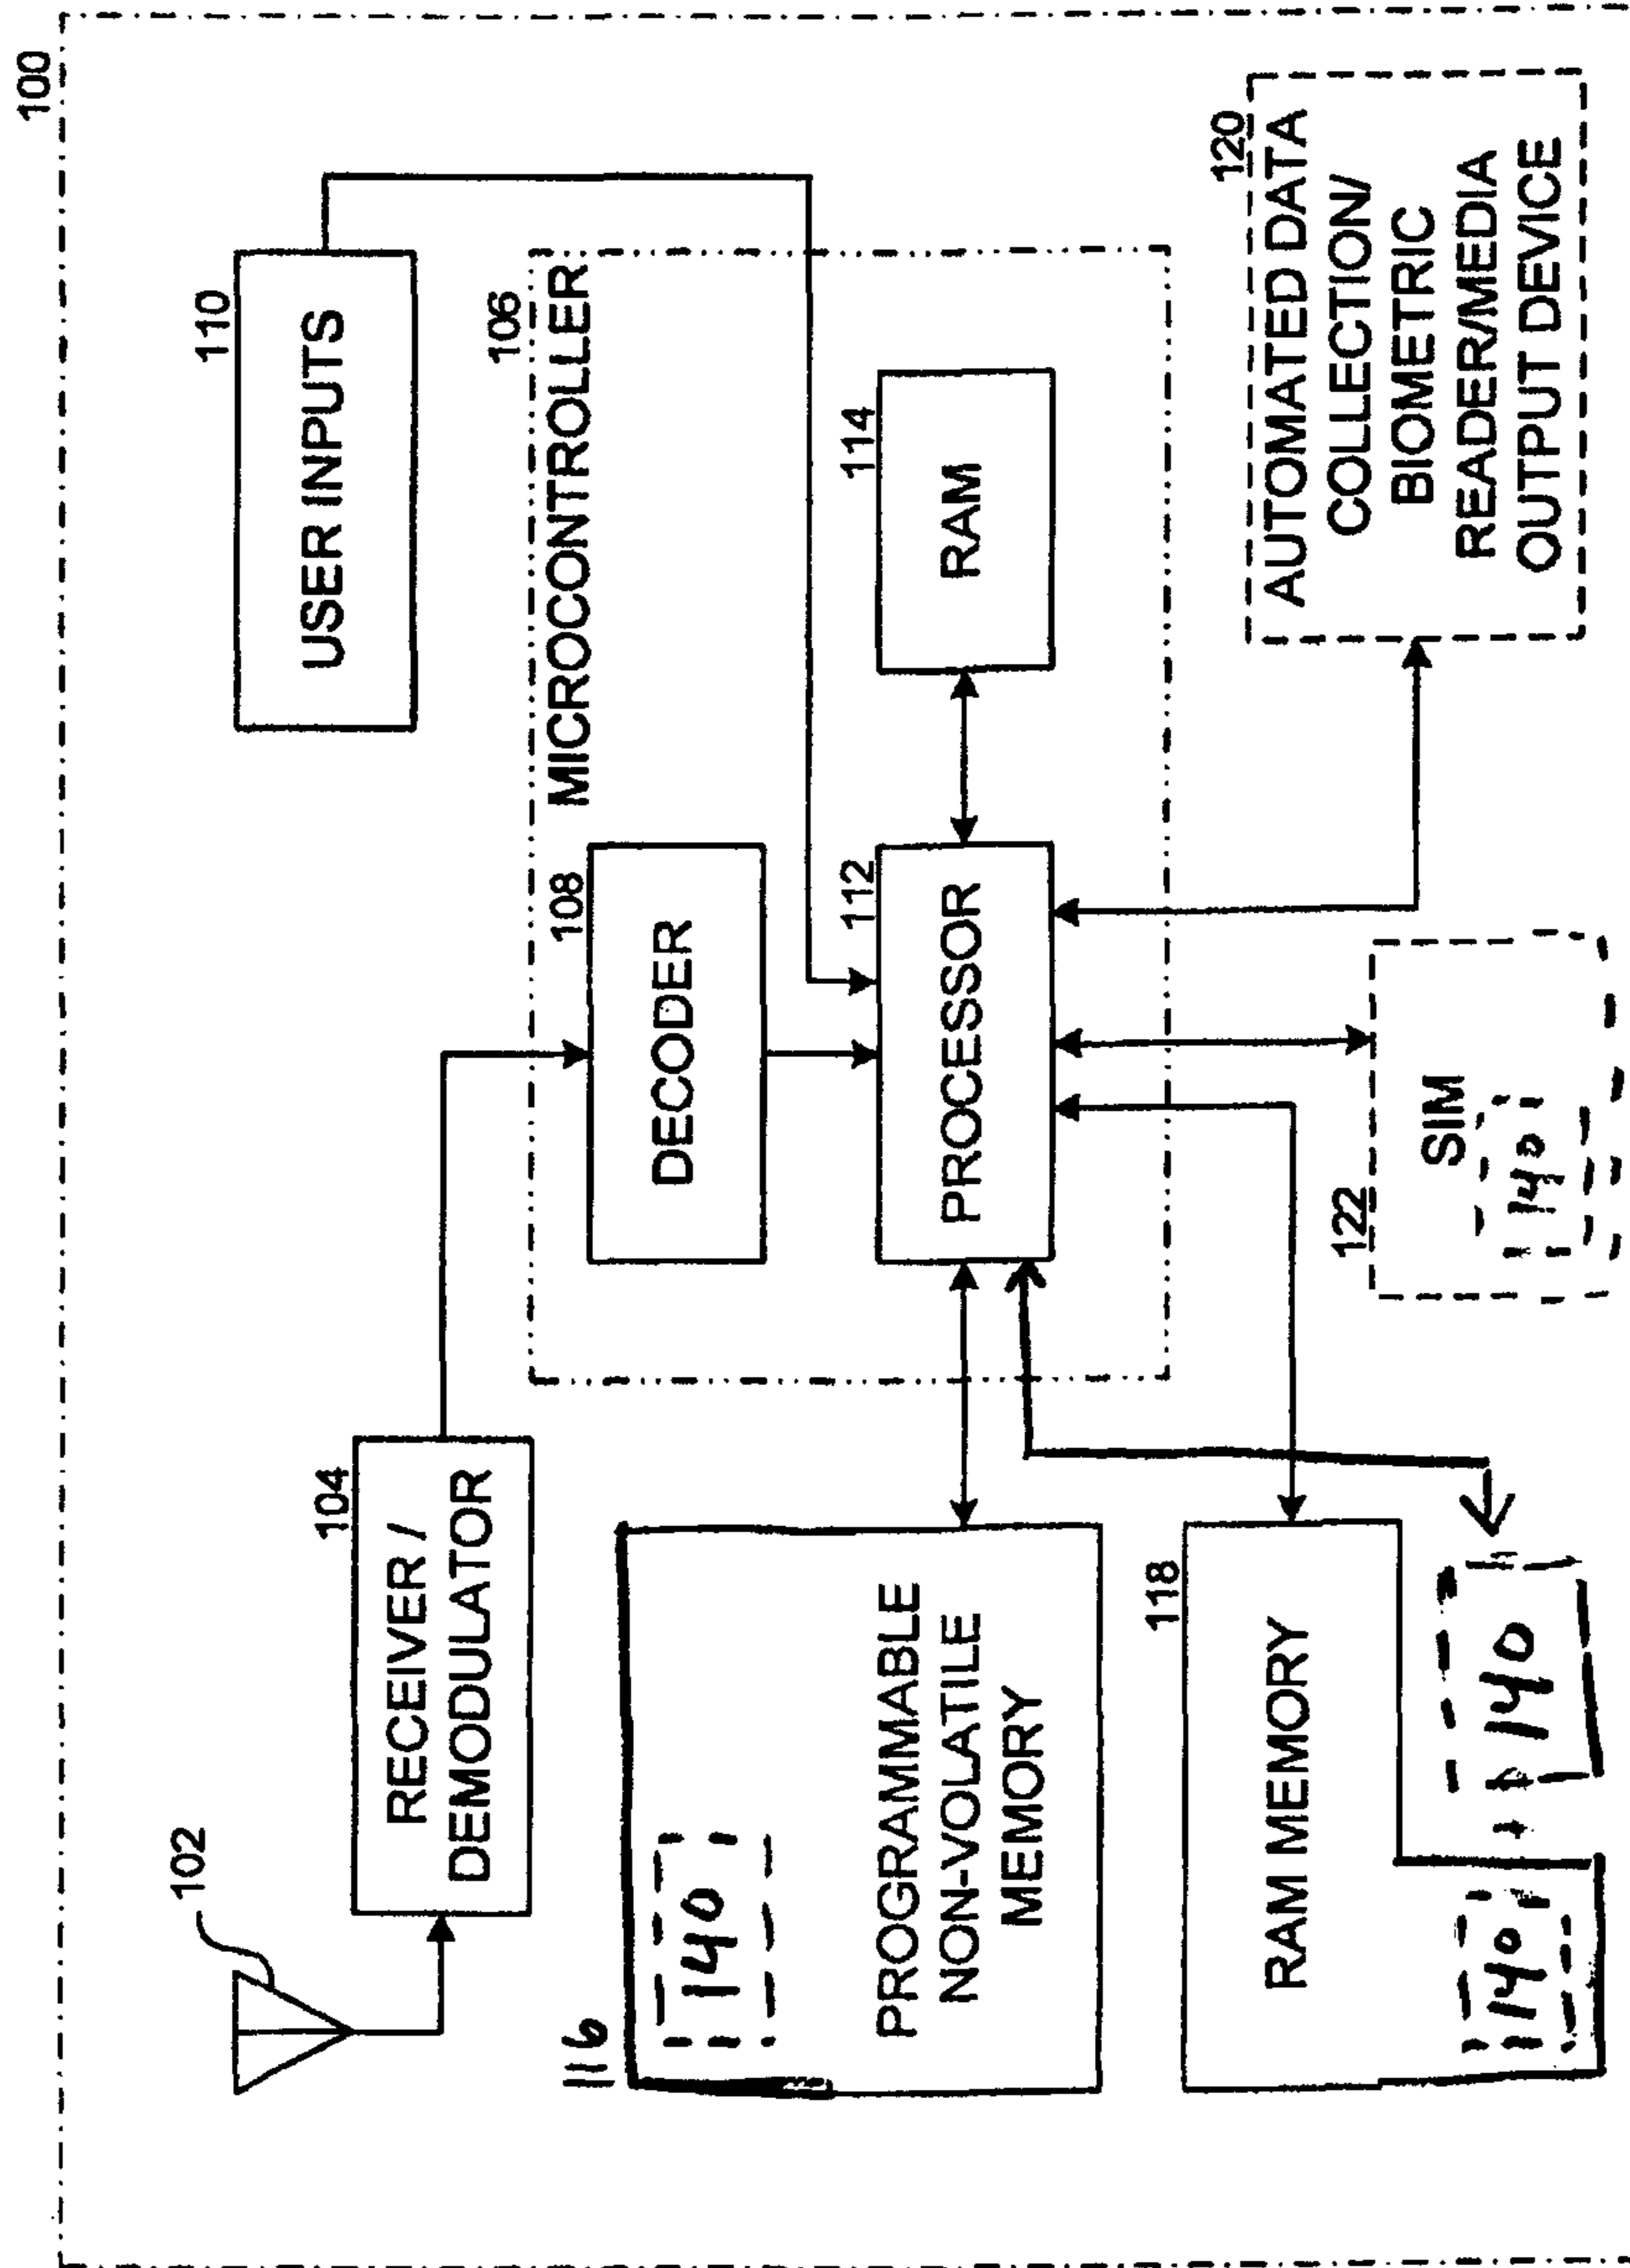 100
102
104
RECEIVER /
DEMODULATOR
110
USER INPUTS
106
MICROCONTROLLER
108
DECODER
116
140
PROGRAMMABLE
NON-VOLATILE
MEMORY
112
PROCESSOR
114
RAM
118
RAM MEMORY
140
140
122
SIM
140
120
AUTOMATED DATA
COLLECTION/
BIOMETRIC
READER/MEDIA
OUTPUT DEVICE